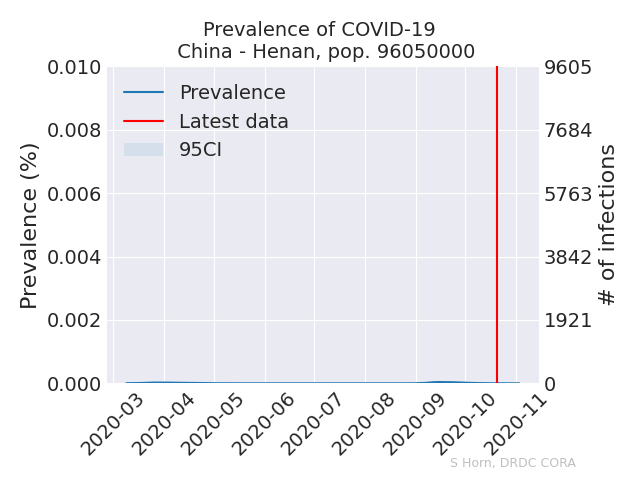 Prevalence of COVID-19
China - Henan, pop. 96050000
Prevalence (%)
0.010
0.008
0.006
0.004
0.002
0.000
Prevalence
Latest data
95CI
9605
7684
5763
3842
1921
0
# of infections
2020-03
2020-04
2020-05
2020-06
2020-07
2020-08
2020-09
2020-10
2020-11
S Horn, DRDC CORA